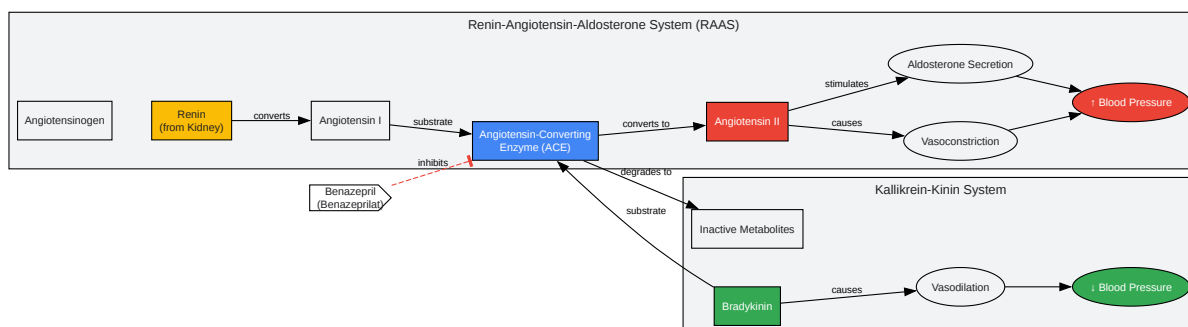 Renin-Angiotensin-Aldosterone System (RAAS)
Aldosterone Secretion
stimulates
Angiotensinogen
Renin
(from Kidney)
converts
Angiotensin I
substrate
Angiotensin-Converting
Enzyme (ACE)
converts to
Angiotensin II
causes
Vasoconstriction
↑ Blood Pressure
inhibits
Benazepril
(Benazeprilat)
degrades to
substrate
Kallikrein-Kinin System
Inactive Metabolites
Bradykinin
causes
Vasodilation
↓ Blood Pressure